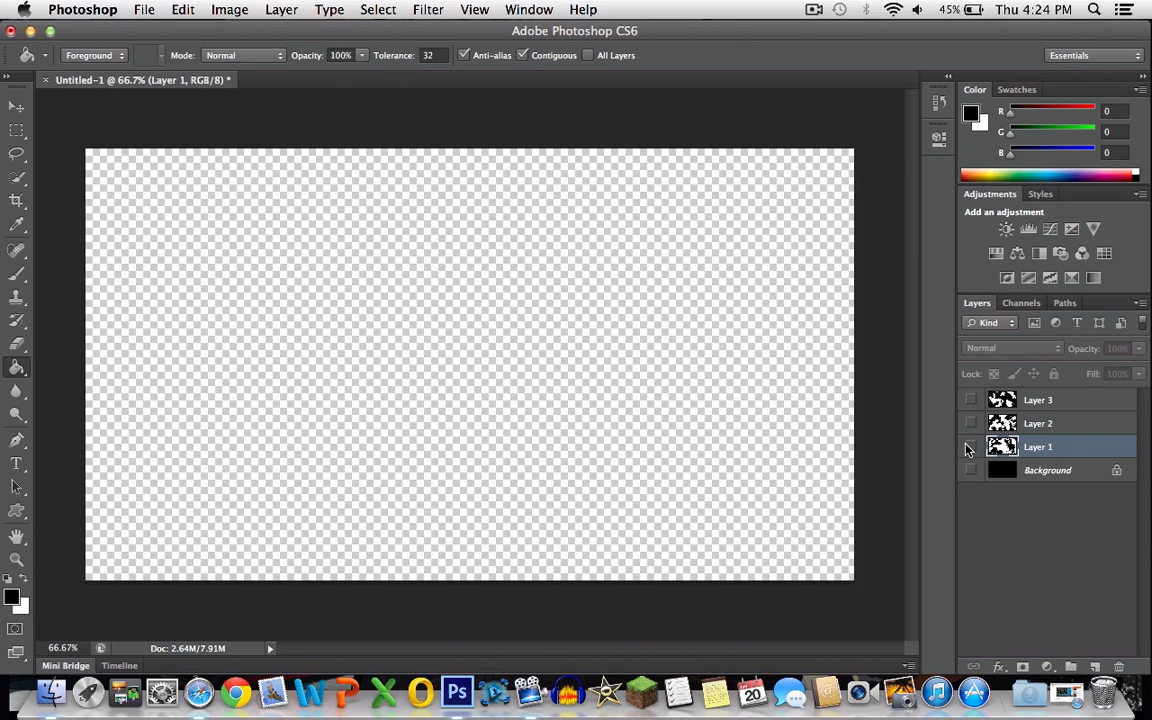 Photoshop File Edit Image Layer Type Select Filter View Window Help 45% Thu 4:24 PM
Adobe Photoshop CS6
Foreground Mode: Normal Opacity: 100% Tolerance: 32 Anti-alias Contiguous All Layers Essentials
Untitled-1 @ 66.7% (Layer 1, RGB/8) *
Color Swatches
R 0
G 0
B 0
Adjustments Styles
Add an adjustment
Layers Channels Paths
Kind
Normal Opacity: 100%
Lock: Fill: 100%
Layer 3
Layer 2
Layer 1
Background
66.67% Doc: 2.64M/7.91M
Mini Bridge Timeline
Ps
20